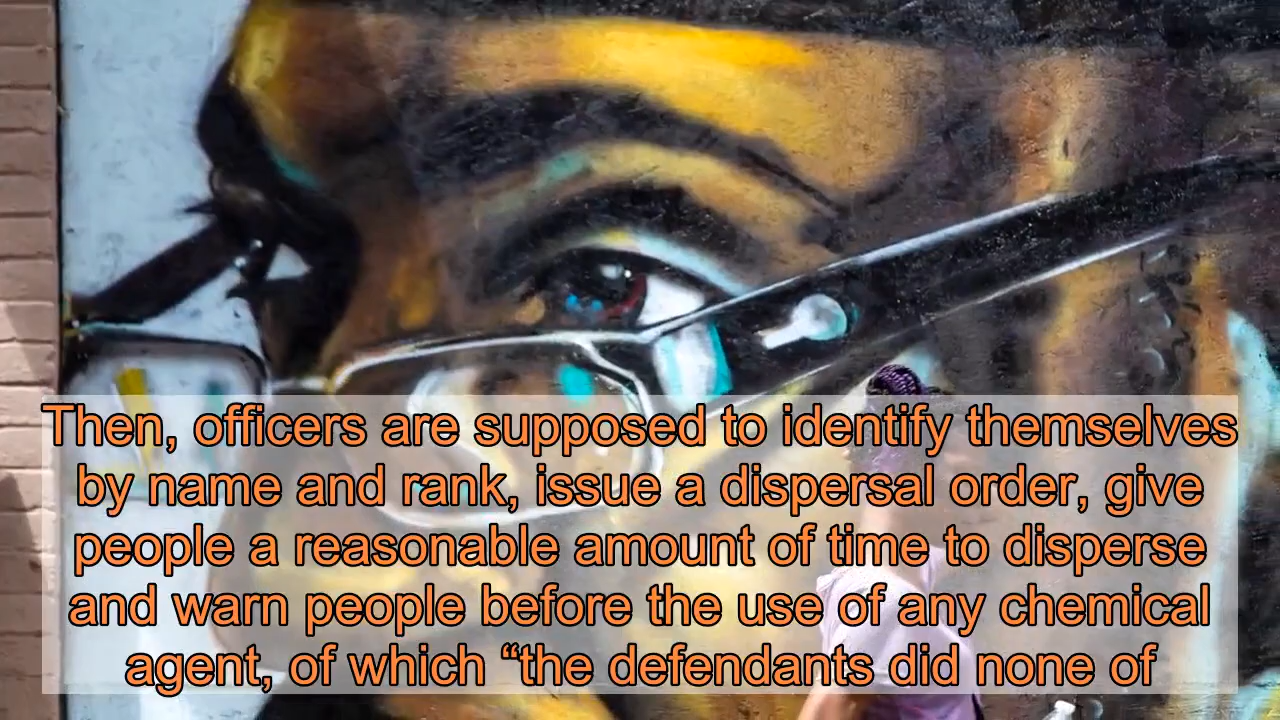 Then, officers are supposed to identify themselves
by name and rank, issue a dispersal order, give
people a reasonable amount of time to disperse
and warn people before the use of any chemical
agent, of which “the defendants did none of